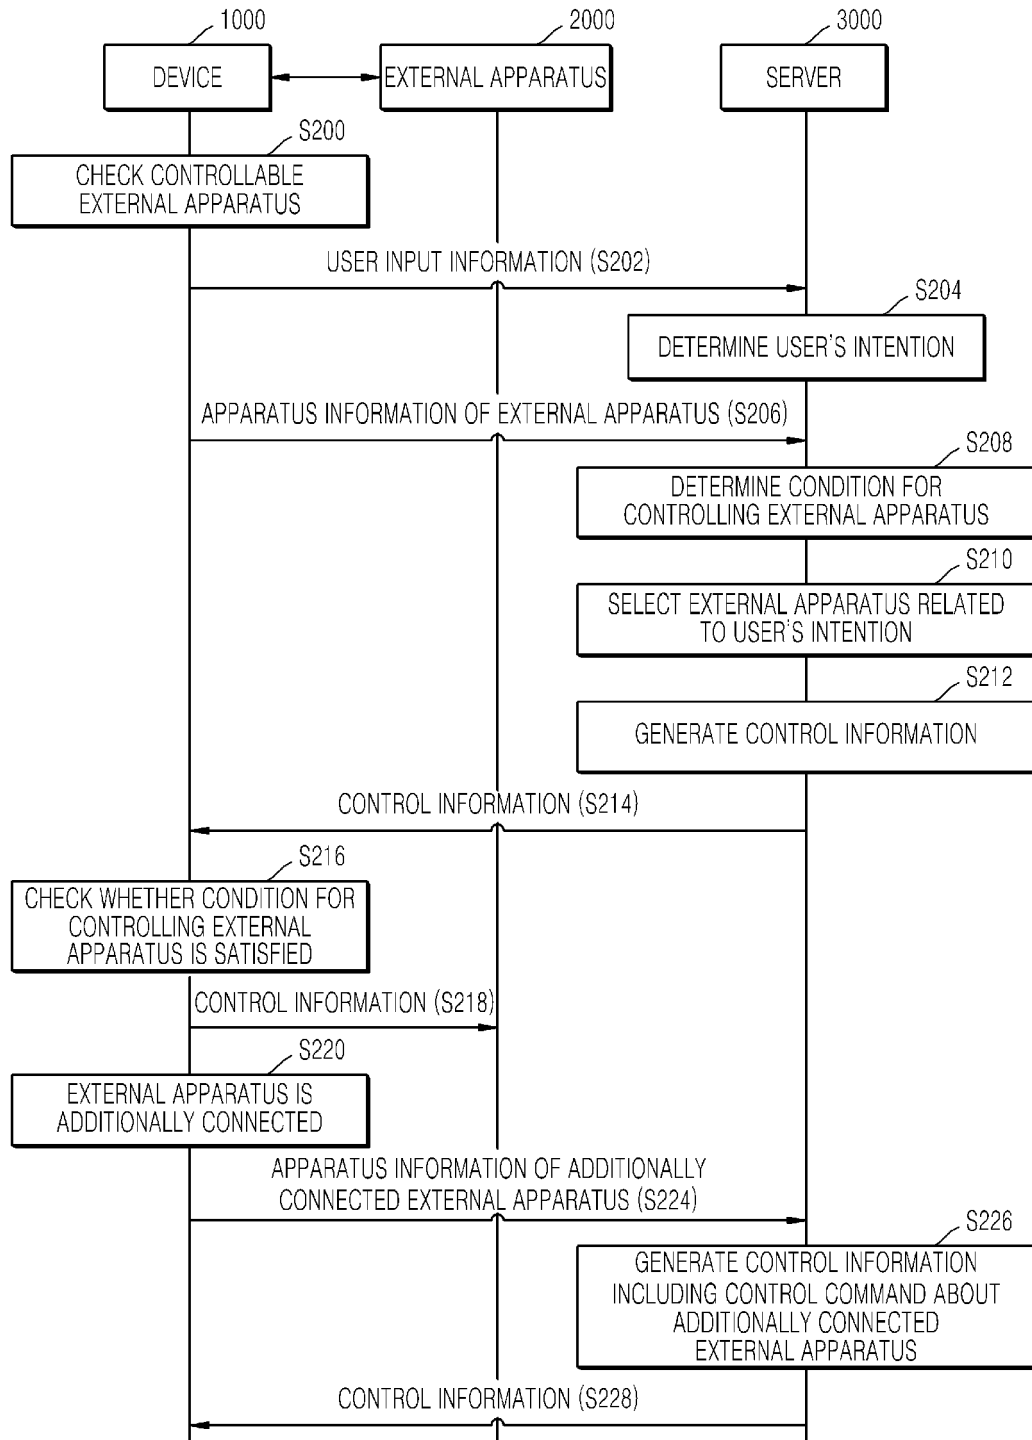 1000
2000
3000
DEVICE
EXTERNAL APPARATUS
SERVER
S200
CHECK CONTROLLABLE
EXTERNAL APPARATUS
USER INPUT INFORMATION (S202)
S204
DETERMINE USER'S INTENTION
APPARATUS INFORMATION OF EXTERNAL APPARATUS (S206)
S208
DETERMINE CONDITION FOR
CONTROLLING EXTERNAL APPARATUS
S210
SELECT EXTERNAL APPARATUS RELATED
TO USER'S INTENTION
S212
GENERATE CONTROL INFORMATION
CONTROL INFORMATION (S214)
S216
CHECK WHETHER CONDITION FOR
CONTROLLING EXTERNAL
APPARATUS IS SATISFIED
CONTROL INFORMATION (S218)
S220
EXTERNAL APPARATUS IS
ADDITIONALLY CONNECTED
APPARATUS INFORMATION OF ADDITIONALLY
CONNECTED EXTERNAL APPARATUS (S224)
S226
GENERATE CONTROL INFORMATION
INCLUDING CONTROL COMMAND ABOUT
ADDITIONALLY CONNECTED
EXTERNAL APPARATUS
CONTROL INFORMATION (S228)